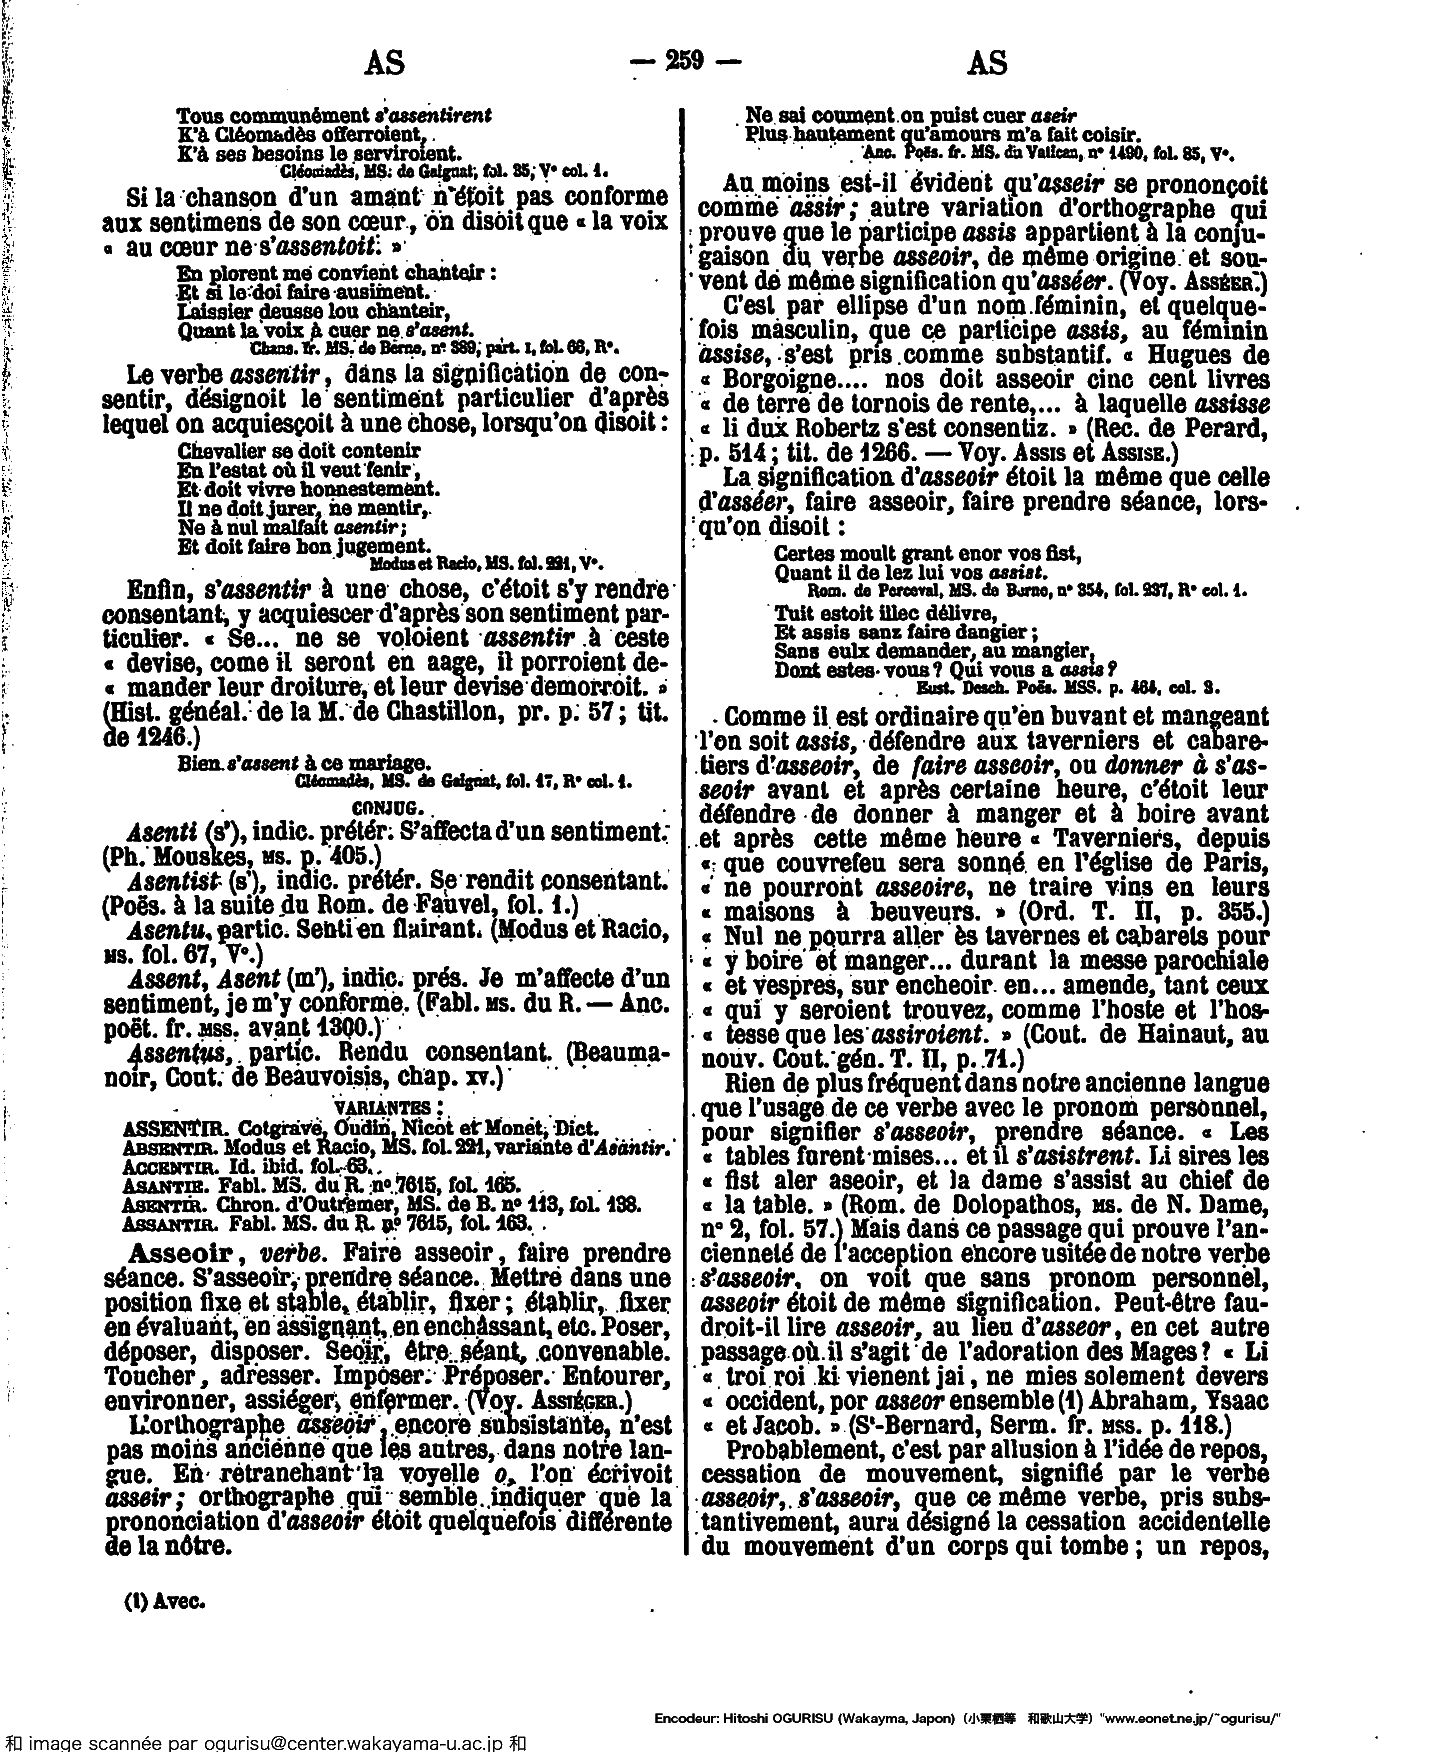 AS
— 259 —
AS
Tous communément s'assentirent
K'à Cléomadès offerroient,
K'à ses besoins le serviroient.
Cléomadès, MS. de Gaignat, fol. 35, V° col. 1.
Si la chanson d'un amant n'étoit pas conforme
aux sentimens de son cœur, on disoit que « la voix
« au cœur ne s'assentoit. »
En plorent me convient chanteir :
Et si le doi faire ausiment.
Laissier deusse lou chanteir,
Quant la voix à cuer ne s'asent.
Chans. fr. MS. de Berne, n° 389, part. 1, fol. 66, R°.
Le verbe assentir, dans la signification de con-
sentir, désignoit le sentiment particulier d'après
lequel on acquiesçoit à une chose, lorsqu'on disoit :
Chevalier se doit contenir
En l'estat où il veut tenir,
Et doit vivre honnestement.
Il ne doit jurer, ne mentir,
Ne à nul malfait asentir ;
Et doit faire bon jugement.
Modus et Racio, MS. fol. 221, V°.
Enfin, s'assentir à une chose, c'étoit s'y rendre
consentant, y acquiescer d'après son sentiment par-
ticulier. « Se... ne se voloient assentir à ceste
« devise, come il seront en aage, il porroient de-
« mander leur droiture, et leur devise demorroit. »
(Hist. généal. de la M. de Chastillon, pr. p. 57 ; tit.
de 1246.)
Bien s'assent à ce mariage.
Cléomadès, MS. de Gaignat, fol. 17, R° col. 1.
CONJUG.
Asenti (s'), indic. prétér. S'affecta d'un sentiment.
(Ph. Mouskes, MS. p. 405.)
Asentist (s'), indic. prétér. Se rendit consentant.
(Poës. à la suite du Rom. de Fauvel, fol. 1.)
Asentu, partic. Senti en flairant. (Modus et Racio,
MS. fol. 67, V°.)
Assent, Asent (m'), indic. prés. Je m'affecte d'un
sentiment, je m'y conforme. (Fabl. MS. du R. — Anc.
poët. fr. MSS. avant 1300.)
Assentus, partic. Rendu consentant. (Beauma-
noir, Cout. de Beauvoisis, chap. XV.)
VARIANTES :
ASSENTIR. Cotgrave, Oudin, Nicot et Monet, Dict.
ABSENTIR. Modus et Racio, MS. fol. 221, variante d'Asantir.
ACCENTIR. Id. ibid. fol. 63.
ASANTIR. Fabl. MS. du R. n° 7615, fol. 165.
ASENTIR. Chron. d'Outremer, MS. de B. n° 113, fol. 138.
ASSANTIR. Fabl. MS. du R. n° 7615, fol. 163.
Asseoir, verbe. Faire asseoir, faire prendre
séance. S'asseoir, prendre séance. Mettre dans une
position fixe et stable, établir, fixer ; établir, fixer
en évaluant, en assignant, en enchâssant, etc. Poser,
déposer, disposer. Seoir, être séant, convenable.
Toucher, adresser. Imposer. Préposer. Entourer,
environner, assiéger, enfermer. (Voy. ASSIÉGER.)
L'orthographe asseoir, encore subsistante, n'est
pas moins ancienne que les autres, dans notre lan-
gue. En retranchant la voyelle o, l'on écrivoit
asseir ; orthographe qui semble indiquer que la
prononciation d'asseoir étoit quelquefois différente
de la nôtre.
(1) Avec.
Ne sai coument on puist cuer aseir
Plus hautement qu'amours m'a fait coisir.
Anc. Poës. fr. MS. du Vatican, n° 1490, fol. 85, V°.
Au moins est-il évident qu'asseir se prononçoit
comme assir ; autre variation d'orthographe qui
prouve que le participe assis appartient à la conju-
gaison du verbe asseoir, de même origine et sou-
vent de même signification qu'asséer. (Voy. ASSÉER.)
C'est par ellipse d'un nom féminin, et quelque-
fois masculin, que ce participe assis, au féminin
assise, s'est pris comme substantif. « Hugues de
« Borgoigne.... nos doit asseoir cinc cent livres
« de terre de tornois de rente,... à laquelle assisse
« li dux Robertz s'est consentiz. » (Rec. de Perard,
p. 514 ; tit. de 1266. — Voy. ASSIS et ASSISE.)
La signification d'asseoir étoit la même que celle
d'asséer, faire asseoir, faire prendre séance, lors-
qu'on disoit :
Certes moult grant enor vos fist,
Quant il de lez lui vos assist.
Rom. de Perceval, MS. de Berne, n° 354, fol. 237, R° col. 1.
Tuit estoit illec délivre,
Et assis sanz faire dangier ;
Sans eulx demander, au mangier,
Dont estes vous ? Qui vous a assis ?
Eust. Desch. Poës. MSS. p. 464, col. 3.
Comme il est ordinaire qu'en buvant et mangeant
l'on soit assis, défendre aux taverniers et cabare-
tiers d'asseoir, de faire asseoir, ou donner à s'as-
seoir avant et après certaine heure, c'étoit leur
défendre de donner à manger et à boire avant
et après cette même heure « Taverniers, depuis
« que couvrefeu sera sonné en l'église de Paris,
« ne pourront asseoire, ne traire vins en leurs
« maisons à beuveurs. » (Ord. T. II, p. 355.)
« Nul ne pourra aller ès tavernes et cabarets pour
« y boire et manger... durant la messe parochiale
« et vespres, sur encheoir en... amende, tant ceux
« qui y seroient trouvez, comme l'hoste et l'hos-
« tesse que les assiroient. » (Cout. de Hainaut, au
nouv. Cout. gén. T. II, p. 71.)
Rien de plus fréquent dans notre ancienne langue
que l'usage de ce verbe avec le pronom personnel,
pour signifier s'asseoir, prendre séance. « Les
« tables furent mises... et il s'asistrent. Li sires les
« fist aler aseoir, et la dame s'assist au chief de
« la table. » (Rom. de Dolopathos, MS. de N. Dame,
n° 2, fol. 57.) Mais dans ce passage qui prouve l'an-
cienneté de l'acception encore usitée de notre verbe
s'asseoir, on voit que sans pronom personnel,
asseoir étoit de même signification. Peut-être fau-
droit-il lire asseoir, au lieu d'asseor, en cet autre
passage où il s'agit de l'adoration des Mages ? « Li
« troi roi ki vienent jai, ne mies solement devers
« occident, por asseor ensemble (1) Abraham, Ysaac
« et Jacob. » (St-Bernard, Serm. fr. MSS. p. 118.)
Probablement, c'est par allusion à l'idée de repos,
cessation de mouvement, signifié par le verbe
asseoir, s'asseoir, que ce même verbe, pris subs-
tantivement, aura désigné la cessation accidentelle
du mouvement d'un corps qui tombe ; un repos,
Encodeur: Hitoshi OGURISU (Wakayma, Japon) (小栗栖等 和歌山大学) "www.eonet.ne.jp/~ogurisu/"
和 image scannée par ogurisu@center.wakayama-u.ac.jp 和